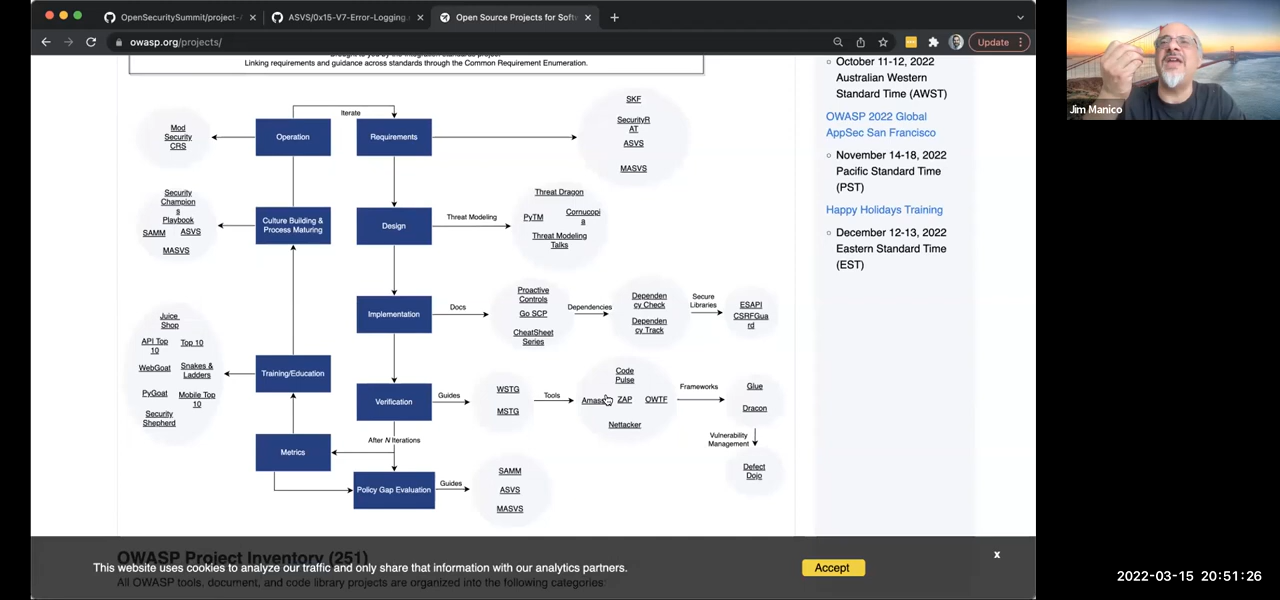 OpenSecuritySummit/project-
ASVS/0x15-V7-Error-Logging.
Open Source Projects for Soft
owasp.org/projects/
Update
Linking requirements and guidance across standards through the Common Requirement Enumeration.
Iterate
Operation
Requirements
Mod
Security
CRS
SKF
SecurityR
AT
ASVS
MASVS
Security
Champion
s
Playbook
SAMM
ASVS
MASVS
Culture Building &
Process Maturing
Design
Threat Modeling
Threat Dragon
PyTM
Cornucopi
a
Threat Modeling
Talks
Implementation
Docs
Proactive
Controls
Go SCP
CheatSheet
Series
Dependencies
Dependen
cy Check
Dependen
cy Track
Secure
Libraries
ESAPI
CSRFGua
rd
Juice
Shop
API Top
10
Top 10
WebGoat
Snakes &
Ladders
PyGoat
Mobile Top
10
Security
Shepherd
Training/Education
Verification
Guides
WSTG
MSTG
Tools
Code
Pulse
Amass
ZAP
OWTF
Nettacker
Frameworks
Glue
Dracon
Vulnerability
Management
Defect
Dojo
After N Iterations
Metrics
Policy Gap Evaluation
Guides
SAMM
ASVS
MASVS
October 11-12, 2022
Australian Western
Standard Time (AWST)
OWASP 2022 Global
AppSec San Francisco
November 14-18, 2022
Pacific Standard Time
(PST)
Happy Holidays Training
December 12-13, 2022
Eastern Standard Time
(EST)
OWASP Project Inventory (251)
This website uses cookies to analyze our traffic and only share that information with our analytics partners.
Accept
x
All OWASP tools, document, and code library projects are organized into the following categories:
Jim Manico
2022-03-15 20:51:26